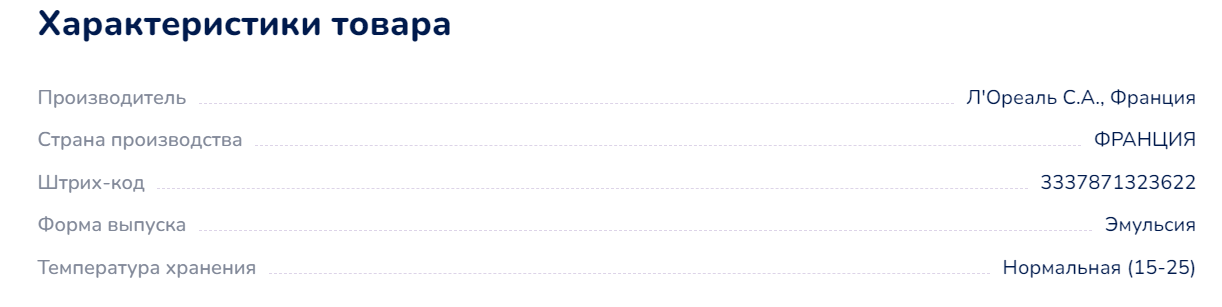 Характеристики товара
Производитель Л'Ореаль С.А., Франция
Страна производства ФРАНЦИЯ
Штрих-код 3337871323622
Форма выпуска Эмульсия
Температура хранения Нормальная (15-25)